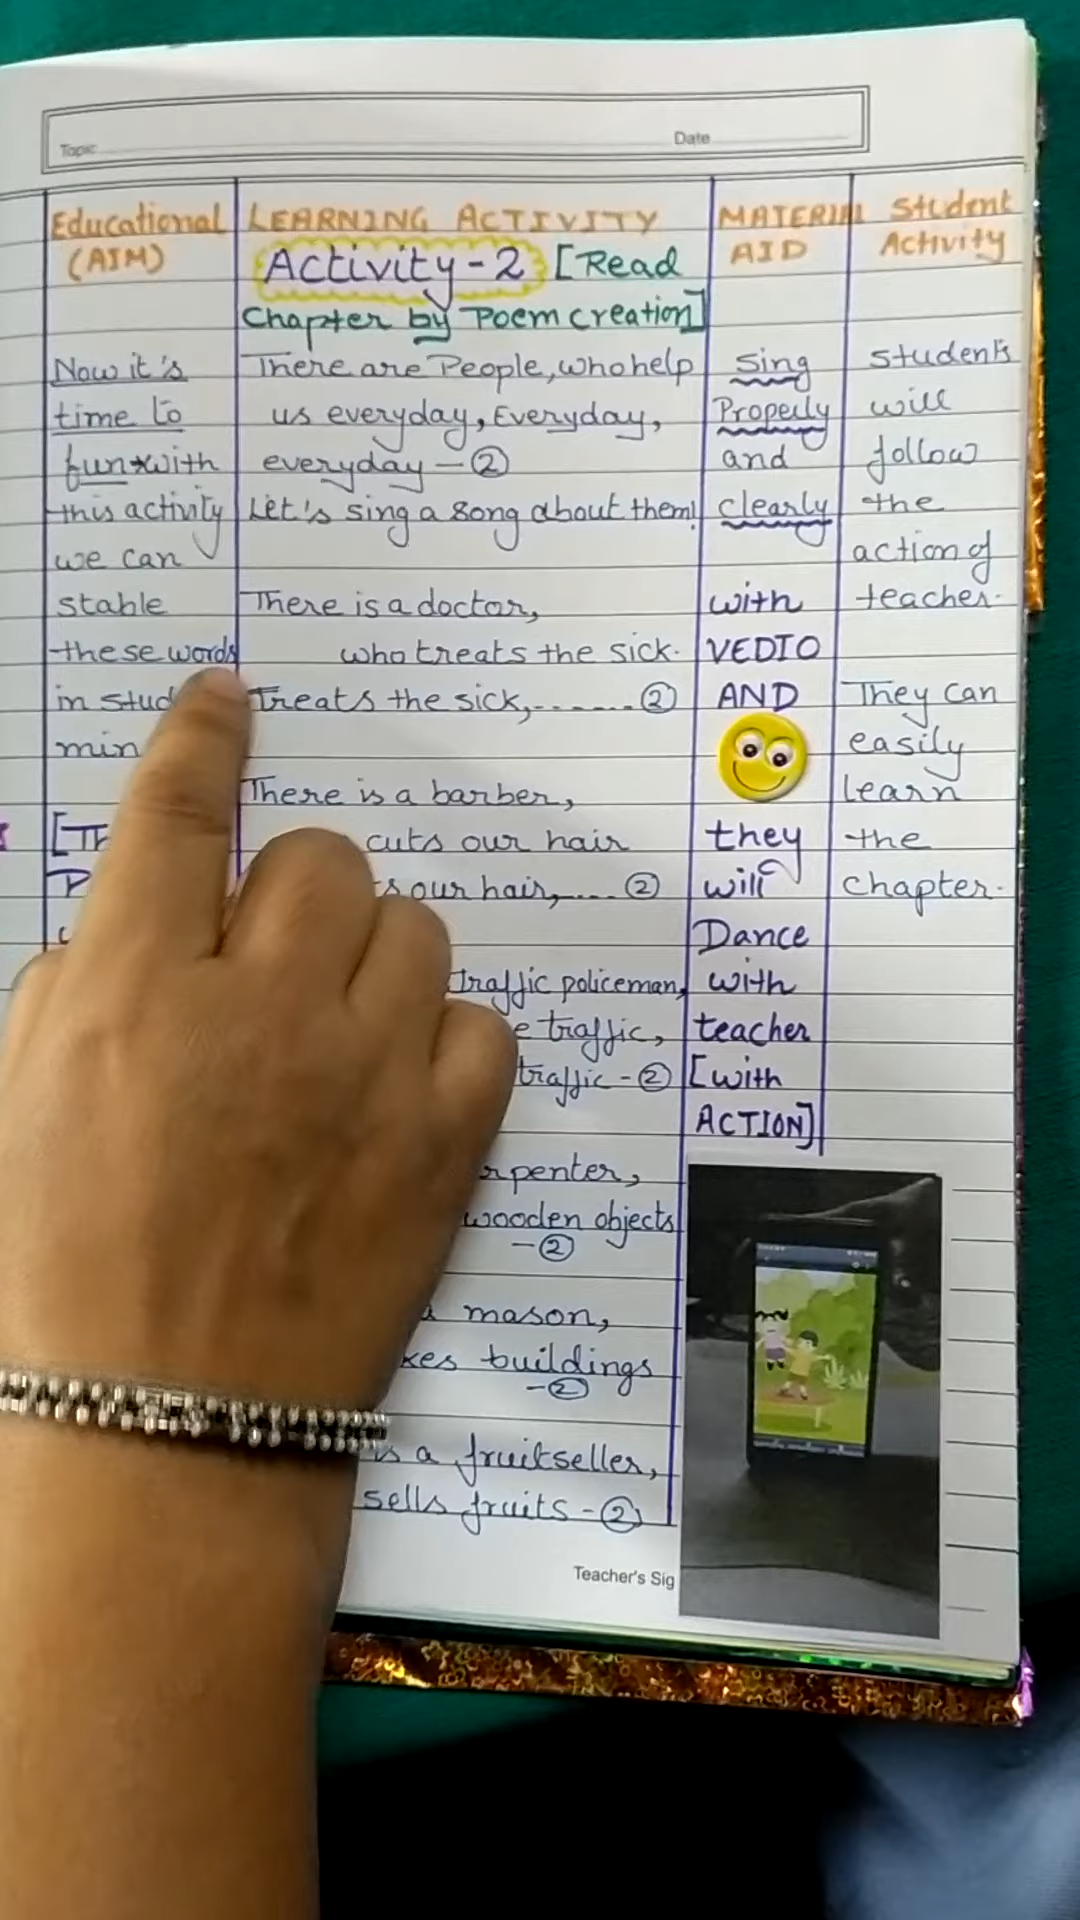 Topic
Date
Educational
(AIM)
Now it's
time to
fun with
this activity
we can
stable
these words
in
LEARNING ACTIVITY
Activity-2 [Read
Chapter by Poem creation]
There are People, who help
us everyday, Everyday,
everyday - 2
Let's sing a song about them!
There is a doctor,
who treats the sick.
Treats the sick,....... 2
There is a barber,
cuts our hair
our hair,.... 2
traffic policeman,
traffic,
traffic - 2
wooden objects
- 2
mason,
buildings
- 2
is a fruitseller,
sells fruits - 2
MATERIAL
AID
Sing
Properly
and
clearly
with
VEDIO
AND
they
will
Dance
with
teacher
[with
ACTION]
Student
Activity
students
will
follow
the
action of
teacher.
They can
easily
learn
the
chapter.
Teacher's Sig